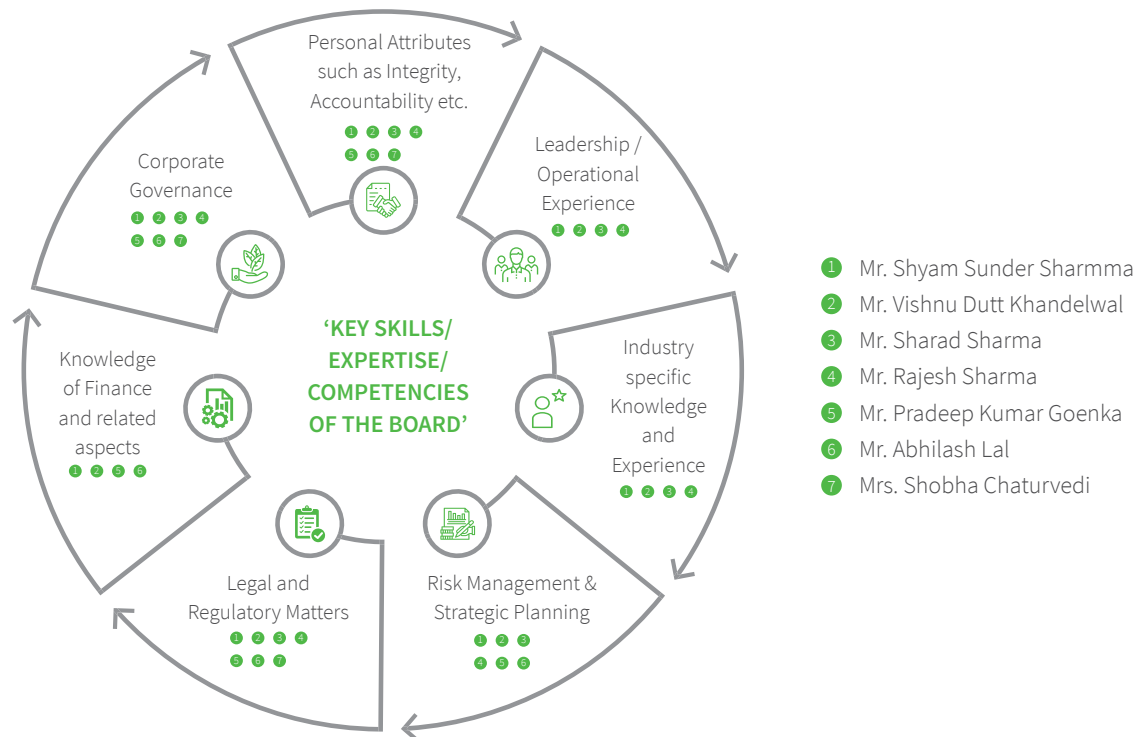 Personal Attributes
such as Integrity,
Accountability etc.
1 2 3 4
5 6 7
Leadership /
Operational
Experience
1 2 3 4
Industry
specific
Knowledge
and
Experience
1 2 3 4
Risk Management &
Strategic Planning
1 2 3
4 5 6
Legal and
Regulatory Matters
1 2 3 4
5 6 7
Knowledge
of Finance
and related
aspects
1 2 5 6
Corporate
Governance
1 2 3 4
5 6 7
‘KEY SKILLS/
EXPERTISE/
COMPETENCIES
OF THE BOARD’
1 Mr. Shyam Sunder Sharmma
2 Mr. Vishnu Dutt Khandelwal
3 Mr. Sharad Sharma
4 Mr. Rajesh Sharma
5 Mr. Pradeep Kumar Goenka
6 Mr. Abhilash Lal
7 Mrs. Shobha Chaturvedi